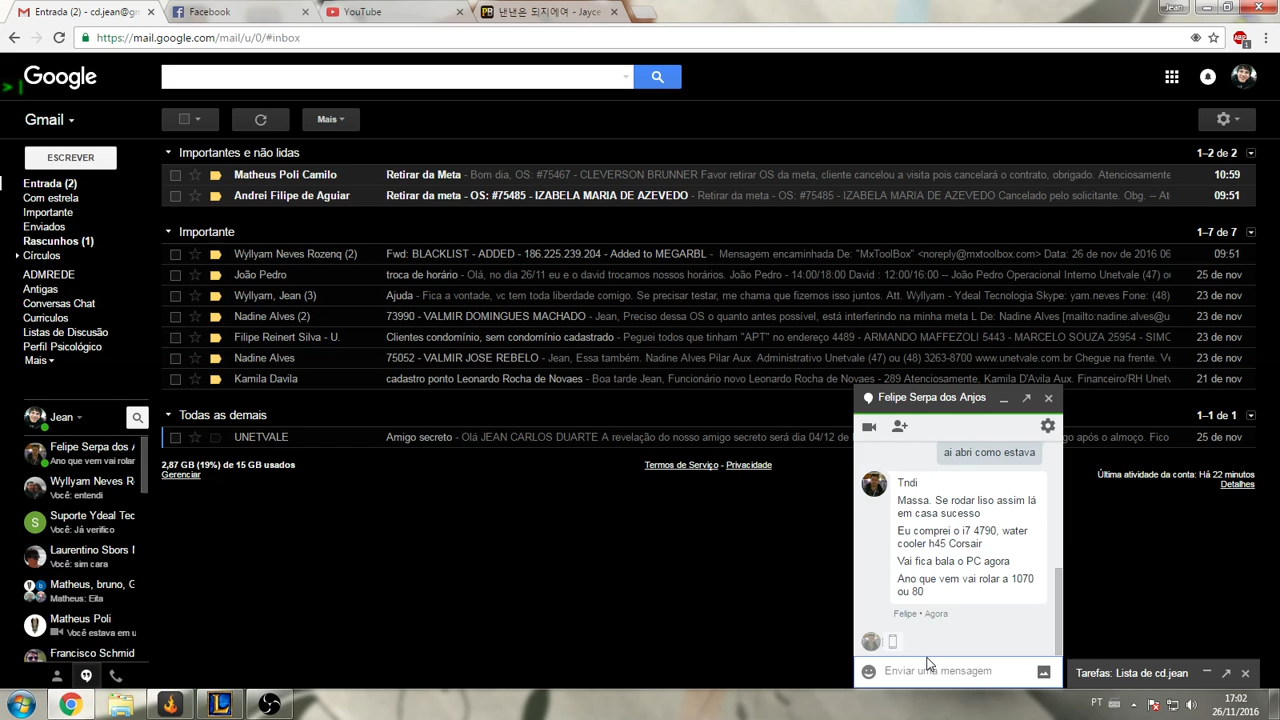 Entrada (2) - cd.jean@gm
Facebook
YouTube
낸낸은 되지에여 - Jayce
Jean
https://mail.google.com/mail/u/0/#inbox
Google
Gmail
Mais
ESCREVER
Entrada (2)
Com estrela
Importante
Enviados
Rascunhos (1)
Círculos
ADMREDE
Antigas
Conversas Chat
Curriculos
Listas de Discusão
Perfil Psicológico
Mais
Importantes e não lidas 1–2 de 2
Matheus Poli Camilo Retirar da Meta - Bom dia, OS: #75467 - CLEVERSON BRUNNER Favor retirar OS da meta, cliente cancelou a visita pois cancelará o contrato, obrigado. Atenciosamente 10:59
Andrei Filipe de Aguiar Retirar da meta - OS: #75485 - IZABELA MARIA DE AZEVEDO - Retirar da meta - OS: #75485 - IZABELA MARIA DE AZEVEDO Cancelado pelo solicitante. Obg. -- At 09:51
Importante 1–7 de 7
Wyllyam Neves Rozenq (2) Fwd: BLACKLIST - ADDED - 186.225.239.204 - Added to MEGARBL - Mensagem encaminhada De: "MxToolBox" <noreply@mxtoolbox.com> Data: 26 de nov de 2016 06 09:51
João Pedro troca de horário - Olá, no dia 26/11 eu e o david trocamos nossos horários. João Pedro - 14:00/18:00 David : 12:00/16:00 -- João Pedro Operacional Interno Unetvale (47) ou 25 de nov
Wyllyam, Jean (3) Ajuda - Fica a vontade, vc tem toda liberdade comigo. Se precisar testar, me chama que fizemos isso juntos. Att. Wyllyam - Ydeal Tecnologia Skype: yam.neves Fone: (48) 23 de nov
Nadine Alves (2) 73990 - VALMIR DOMINGUES MACHADO - Jean, Preciso dessa OS o quanto antes possível, está interferindo na minha meta L De: Nadine Alves [mailto:nadine.alves@u 23 de nov
Filipe Reinert Silva - U. Clientes condomínio, sem condomínio cadastrado - Peguei todos que tinham "APT" no endereço 4489 - ARMANDO MAFFEZOLI 5443 - MARCELO SOUZA 25954 - SIMO 23 de nov
Nadine Alves 75052 - VALMIR JOSE REBELO - Jean, Essa também. Nadine Alves Pilar Aux. Administrativo Unetvale (47) ou (48) 3263-8700 www.unetvale.com.br Chegue na frente. Ve 23 de nov
Kamila Davila cadastro ponto Leonardo Rocha de Novaes - Boa tarde Jean, Funcionário novo Leonardo Rocha de Novaes - 289 Atenciosamente, Kamila D'Avila Aux. Financeiro/RH Unetv 21 de nov
Todas as demais 1–1 de 1
UNETVALE Amigo secreto - Olá JEAN CARLOS DUARTE A revelação do nosso amigo secreto será dia 04/12 de
go após o almoço. Fico 25 de nov
2,87 GB (19%) of 15 GB usados
Gerenciar
Termos de Serviço - Privacidade
Última atividade da conta: Há 22 minutos
Detalhes
Jean
Felipe Serpa dos A
Ano que vem vai rolar
Wyllyam Neves R
Você: entendi
Suporte Ydeal Tec
Você: Já verifico
Laurentino Sbors
Você: sim cara
Matheus, bruno, G
Matheus: Eita
Matheus Poli
Você estava em u
Francisco Schmid
Felipe Serpa dos Anjos
ai abri como estava
Tndi
Massa. Se rodar liso assim lá
em casa sucesso
Eu comprei o i7 4790, water
cooler h45 Corsair
Vai fica bala o PC agora
Ano que vem vai rolar a 1070
ou 80
Felipe • Agora
Enviar uma mensagem
Tarefas: Lista de cd.jean
PT
17:02
26/11/2016